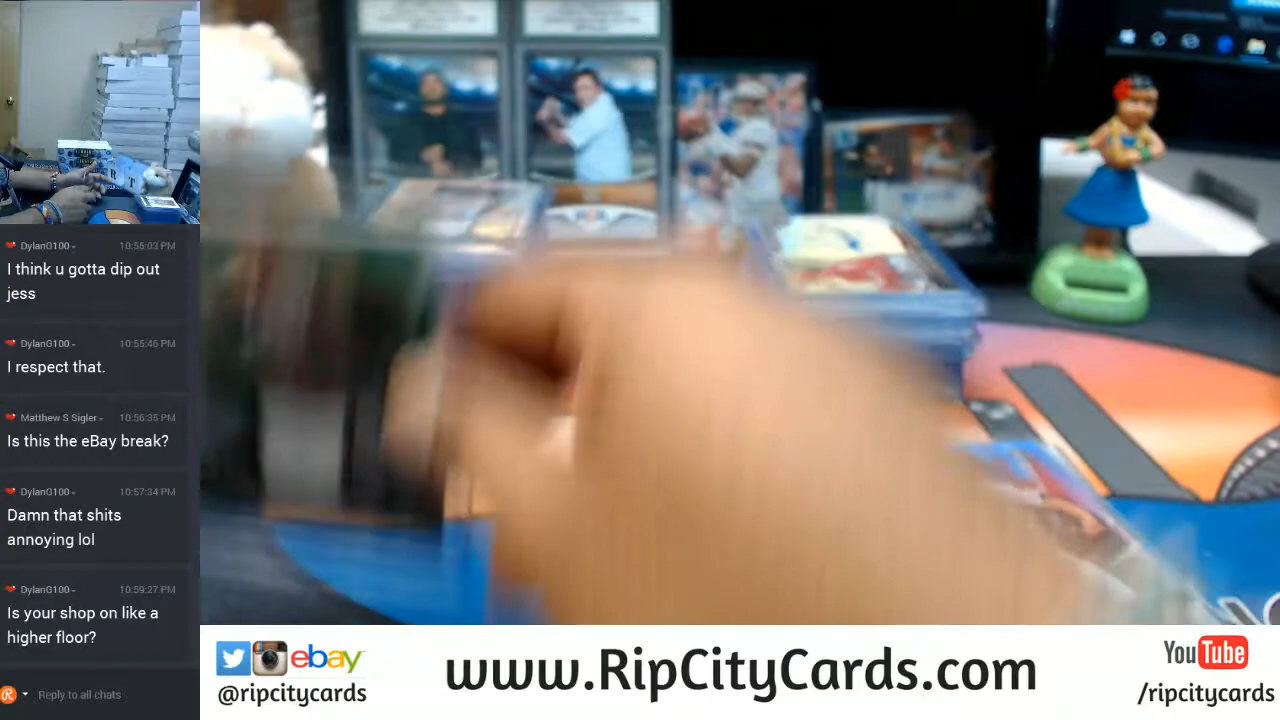 DylanG100
10:55:03 PM
I think u gotta dip out
jess
DylanG100
10:55:46 PM
I respect that.
Matthew S Sigler
10:56:35 PM
Is this the eBay break?
DylanG100
10:57:34 PM
Damn that shits
annoying lol
DylanG100
10:59:27 PM
Is your shop on like a
higher floor?
Reply to all chats
ebay
@ripcitycards
www.RipCityCards.com
YouTube
/ripcitycards